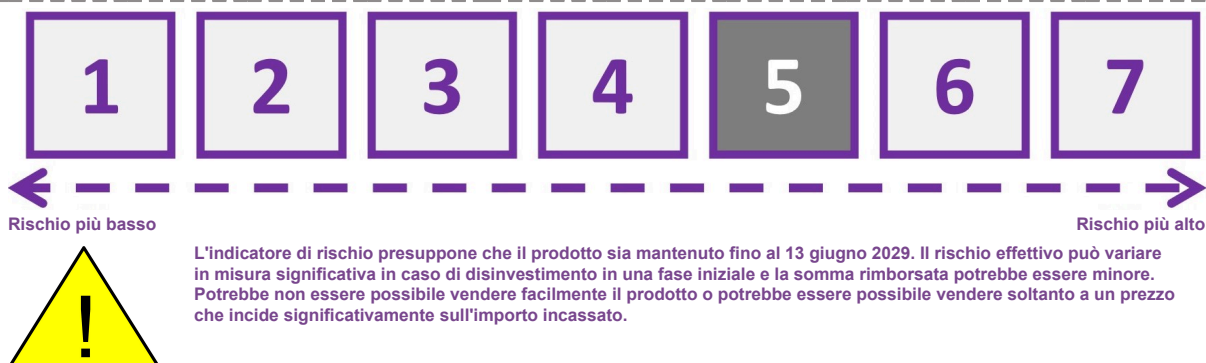 1 2 3 4 5 6 7
Rischio più basso Rischio più alto
L'indicatore di rischio presuppone che il prodotto sia mantenuto fino al 13 giugno 2029. Il rischio effettivo può variare
in misura significativa in caso di disinvestimento in una fase iniziale e la somma rimborsata potrebbe essere minore.
Potrebbe non essere possibile vendere facilmente il prodotto o potrebbe essere possibile vendere soltanto a un prezzo
che incide significativamente sull'importo incassato.
!